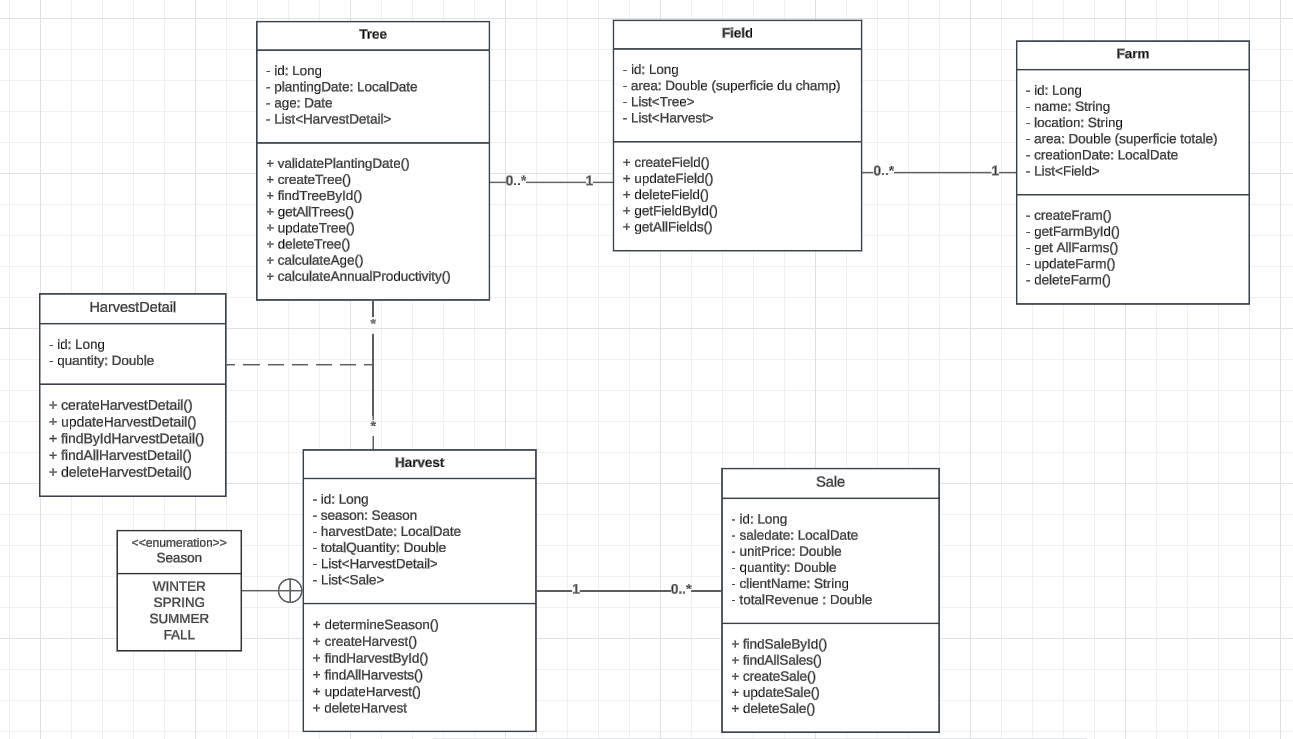 Tree
- id: Long
- plantingDate: LocalDate
- age: Date
- List<HarvestDetail>
+ validatePlantingDate()
+ createTree()
+ findTreeById()
+ getAllTrees()
+ updateTree()
+ deleteTree()
+ calculateAge()
+ calculateAnnualProductivity()
0..*
1
Field
- id: Long
- area: Double (superficie du champ)
- List<Tree>
- List<Harvest>
+ createField()
+ updateField()
+ deleteField()
+ getFieldById()
+ getAllFields()
0..*
1
Farm
- id: Long
- name: String
- location: String
- area: Double (superficie totale)
- creationDate: LocalDate
- List<Field>
- createFram()
- getFarmById()
- get AllFarms()
- updateFarm()
- deleteFarm()
HarvestDetail
- id: Long
- quantity: Double
+ cerateHarvestDetail()
+ updateHarvestDetail()
+ findByIdHarvestDetail()
+ findAllHarvestDetail()
+ deleteHarvestDetail()
*
*
<<enumeration>>
Season
WINTER
SPRING
SUMMER
FALL
Harvest
- id: Long
- season: Season
- harvestDate: LocalDate
- totalQuantity: Double
- List<HarvestDetail>
- List<Sale>
+ determineSeason()
+ createHarvest()
+ findHarvestById()
+ findAllHarvests()
+ updateHarvest()
+ deleteHarvest
1
0..*
Sale
- id: Long
- saledate: LocalDate
- unitPrice: Double
- quantity: Double
- clientName: String
- totalRevenue : Double
+ findSaleById()
+ findAllSales()
+ createSale()
+ updateSale()
+ deleteSale()